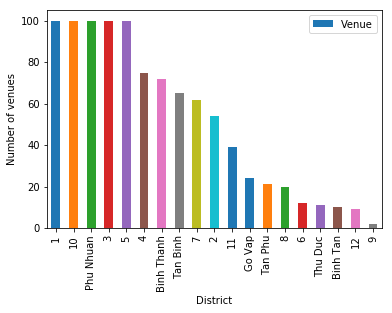 Venue
Number of venues
100
80
60
40
20
0
1
10
Phu Nhuan
3
5
4
Binh Thanh
Tan Binh
7
2
11
Go Vap
Tan Phu
8
6
Thu Duc
Binh Tan
12
9
District